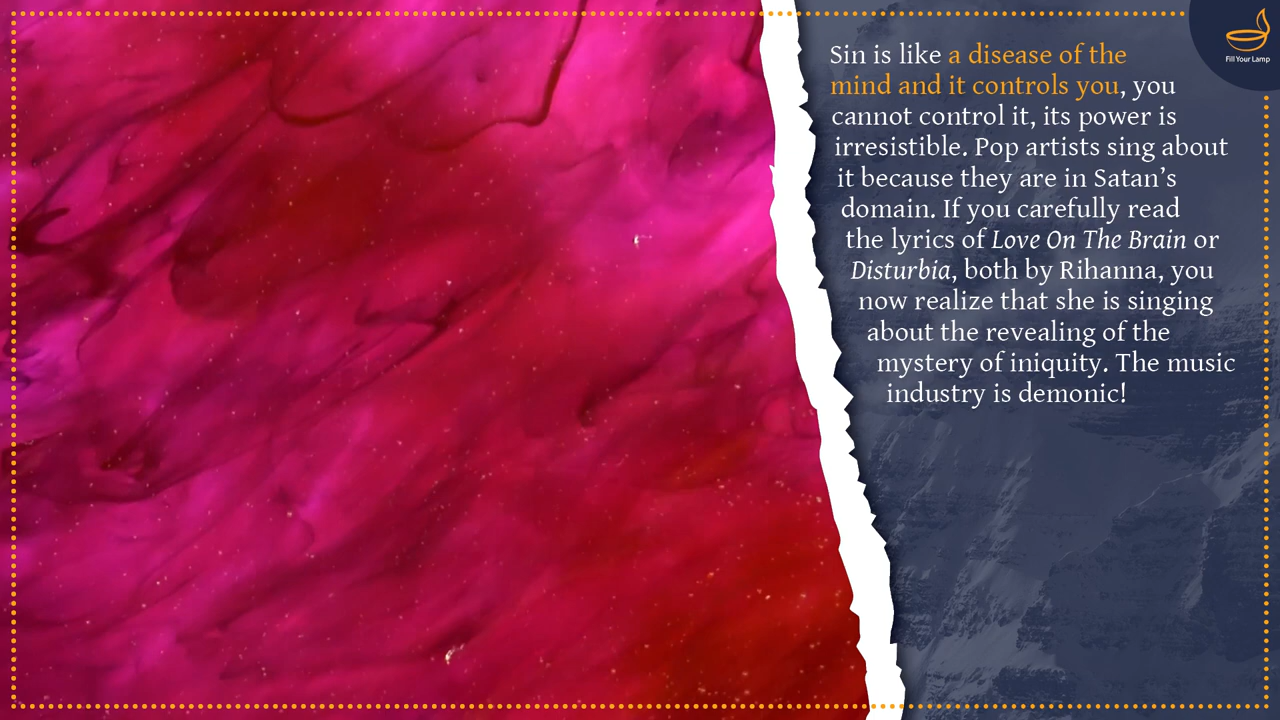 Fill Your Lamp
Sin is like a disease of the
mind and it controls you, you
cannot control it, its power is
irresistible. Pop artists sing about
it because they are in Satan’s
domain. If you carefully read
the lyrics of Love On The Brain or
Disturbia, both by Rihanna, you
now realize that she is singing
about the revealing of the
mystery of iniquity. The music
industry is demonic!